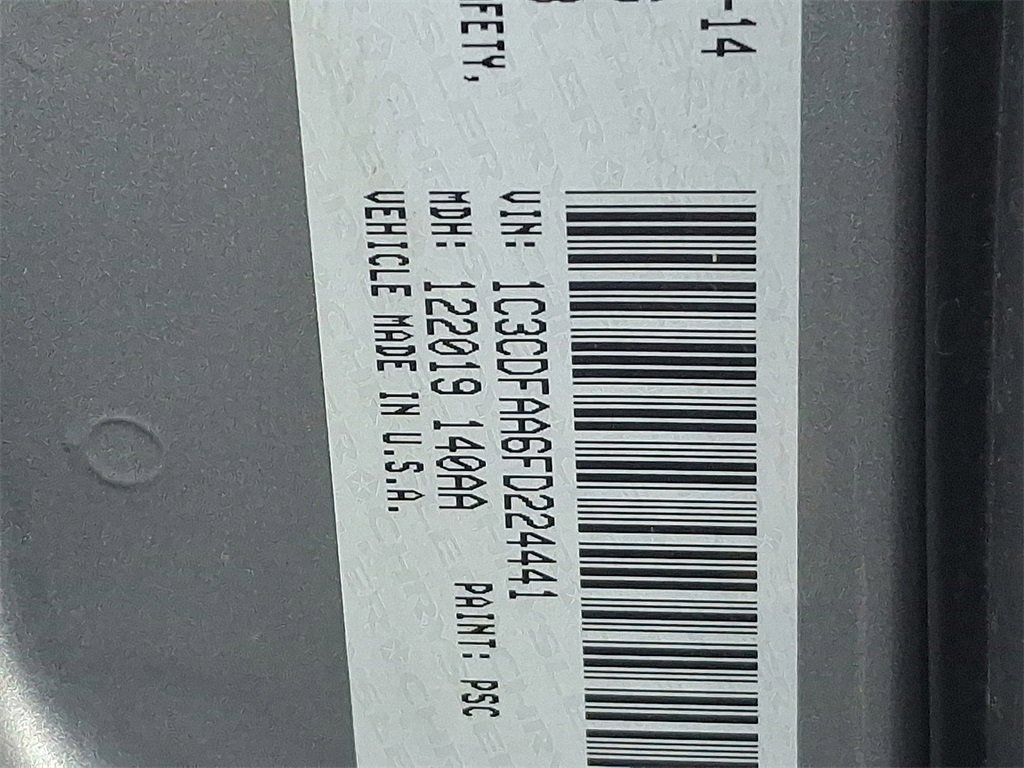 -14
FETY,
VIN: 1C3CDFAA6FD224441
MDH: 122019 140AA PAINT: PSC
VEHICLE MADE IN U.S.A.